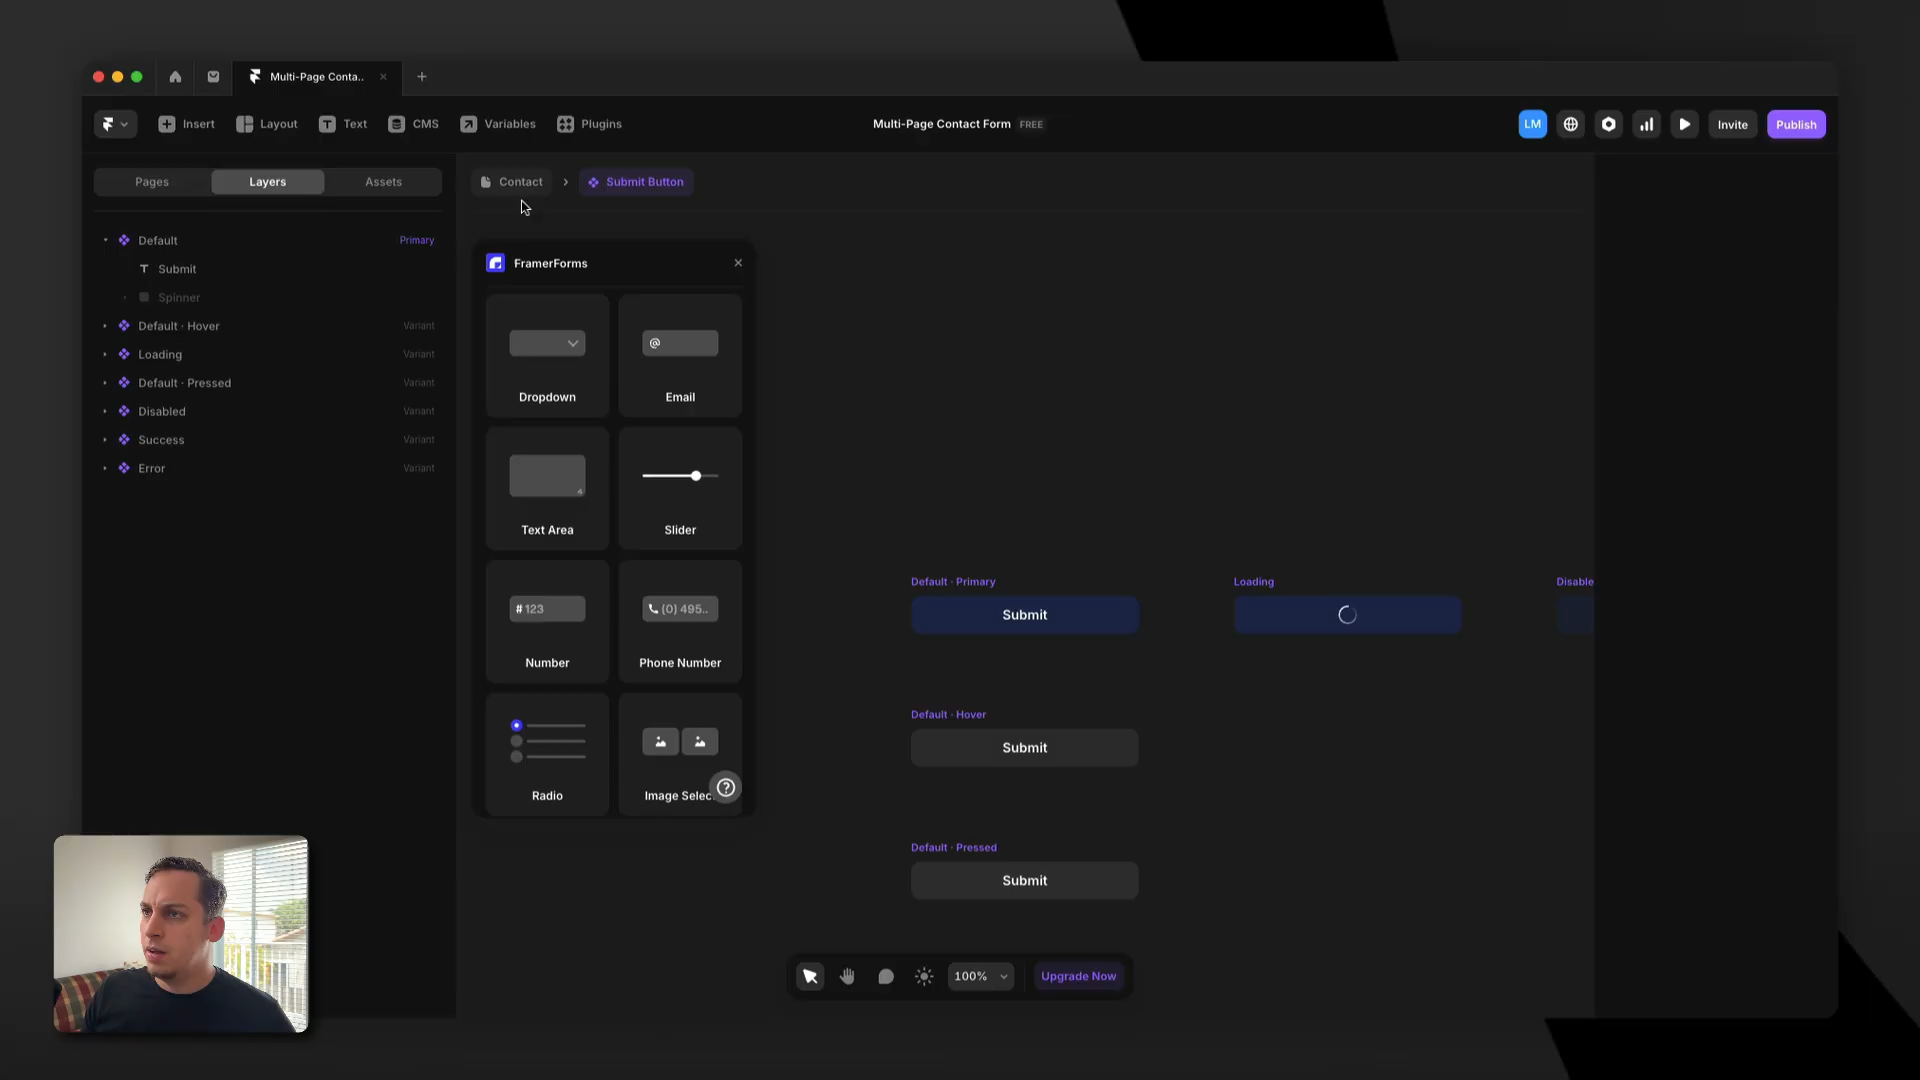 Multi-Page Conta..
Insert
Layout
Text
CMS
Variables
Plugins
Multi-Page Contact Form FREE
LM
Invite
Publish
Pages
Layers
Assets
Contact
Submit Button
Default Primary
Submit
Spinner
Default · Hover Variant
Loading Variant
Default · Pressed Variant
Disabled Variant
Success Variant
Error Variant
FramerForms
@
Dropdown
Email
Text Area
Slider
# 123
(0) 495..
Number
Phone Number
Radio
Image Selec
?
Default · Primary
Submit
Loading
Disable
Default · Hover
Submit
Default · Pressed
Submit
100%
Upgrade Now